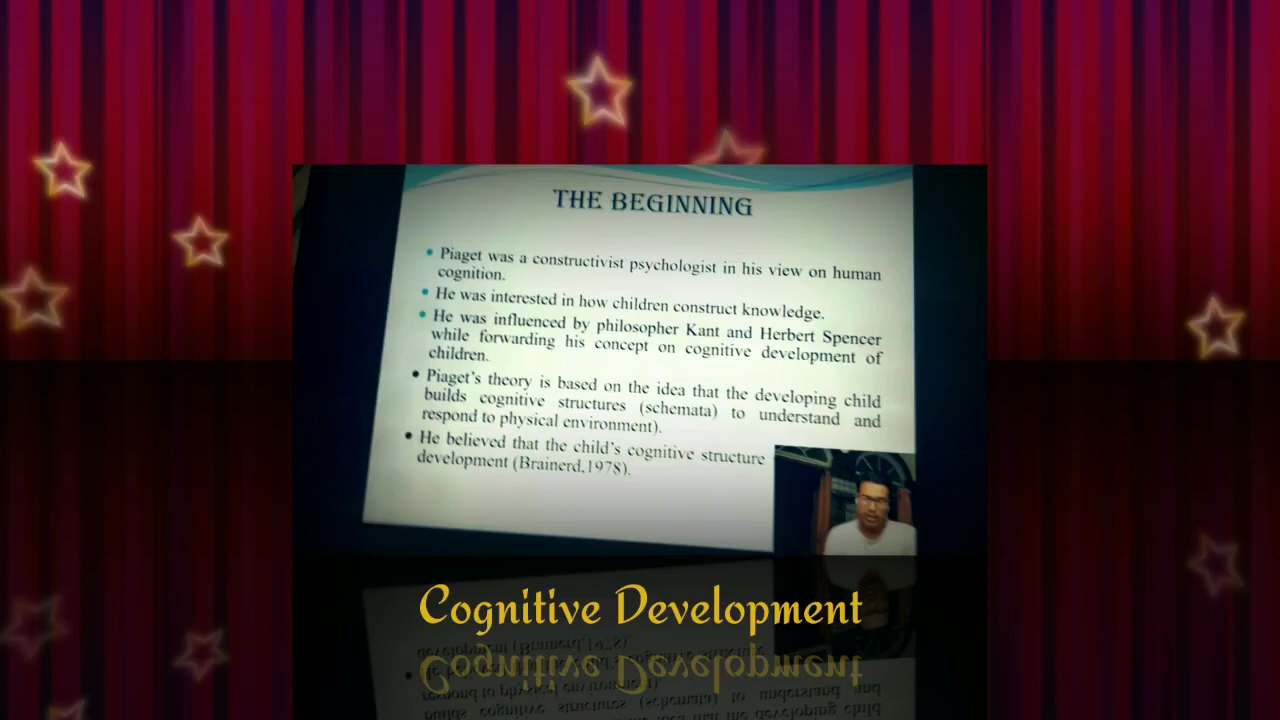 THE BEGINNING
Piaget was a constructivist psychologist in his view on human
cognition.
He was interested in how children construct knowledge.
He was influenced by philosopher Kant and Herbert Spencer
while forwarding his concept on cognitive development of
children.
Piaget's theory is based on the idea that the developing child
builds cognitive structures (schemata) to understand and
respond to physical environment).
He believed that the child's cognitive structure
development (Brainerd,1978).
Cognitive Development